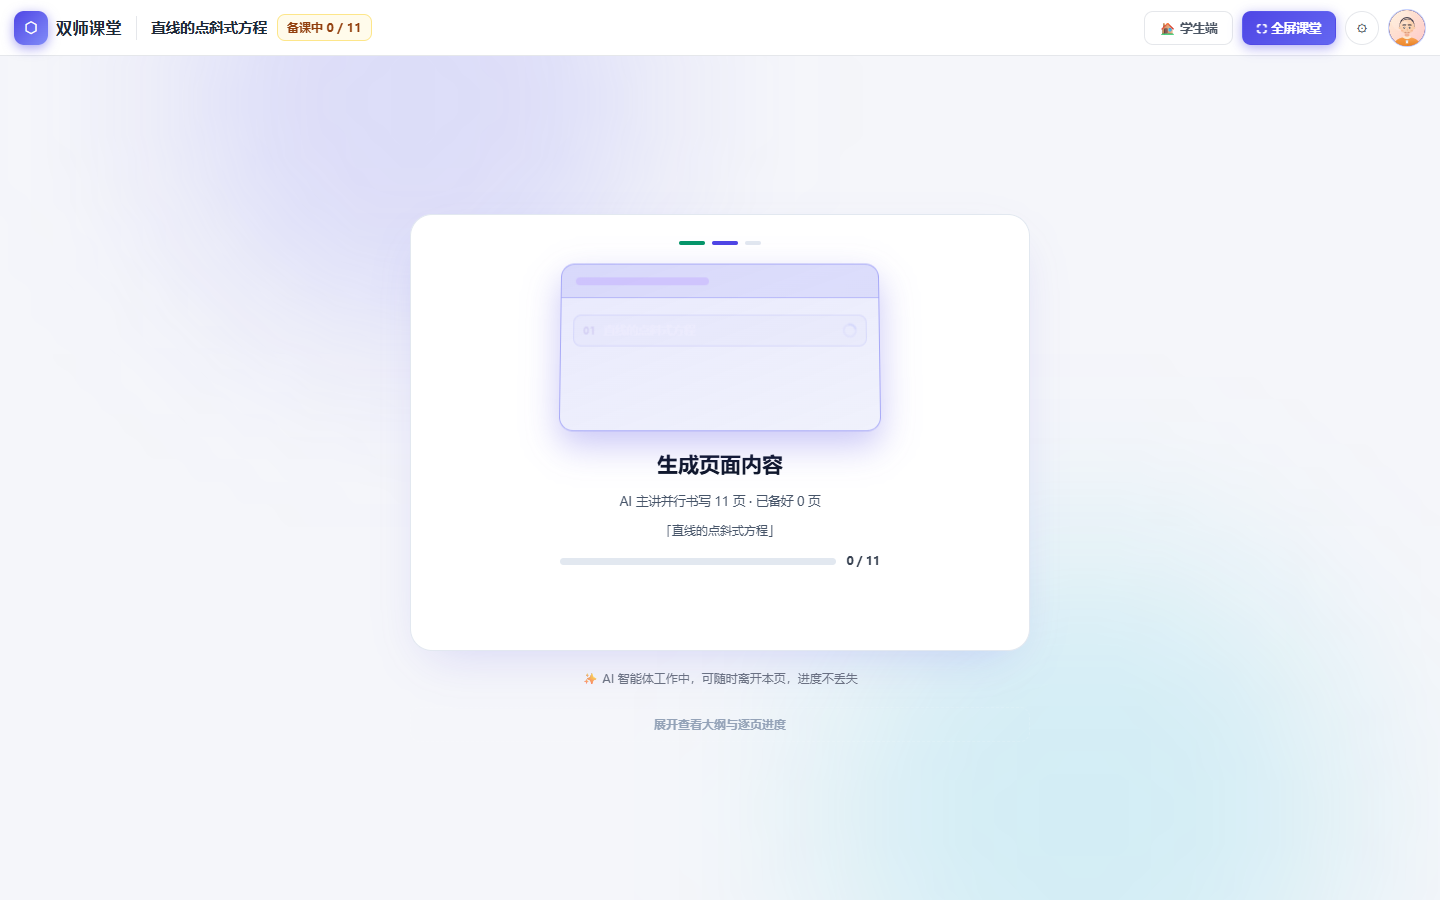 双师课堂
直线的点斜式方程
备课中 0 / 11
学生端
全屏课堂
01
生成页面内容
AI 主讲并行书写 11 页 · 已备好 0 页
「直线的点斜式方程」
0 / 11
AI 智能体工作中，可随时离开本页，进度不丢失
展开查看大纲与逐页进度